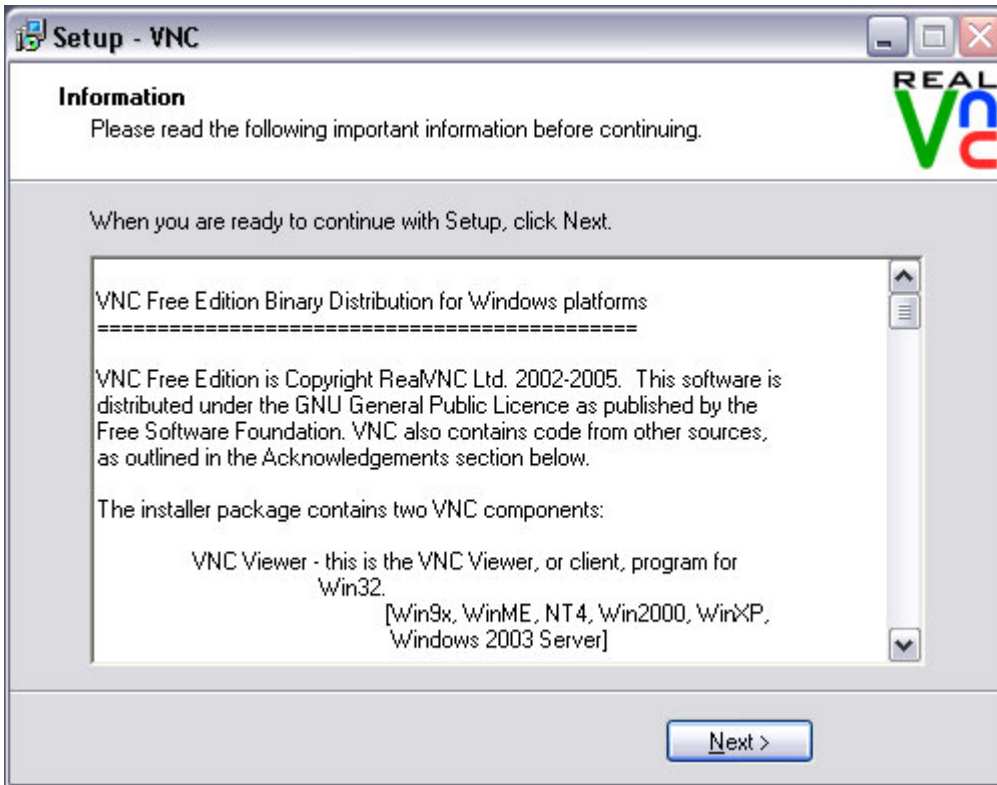 Setup - VNC
Information
Please read the following important information before continuing.
REAL
vnc
When you are ready to continue with Setup, click Next.
VNC Free Edition Binary Distribution for Windows platforms
=============================================
VNC Free Edition is Copyright RealVNC Ltd. 2002-2005.  This software is
distributed under the GNU General Public Licence as published by the
Free Software Foundation. VNC also contains code from other sources,
as outlined in the Acknowledgements section below.
The installer package contains two VNC components:
VNC Viewer - this is the VNC Viewer, or client, program for
Win32.
[Win9x, WinME, NT4, Win2000, WinXP,
Windows 2003 Server]
Next >